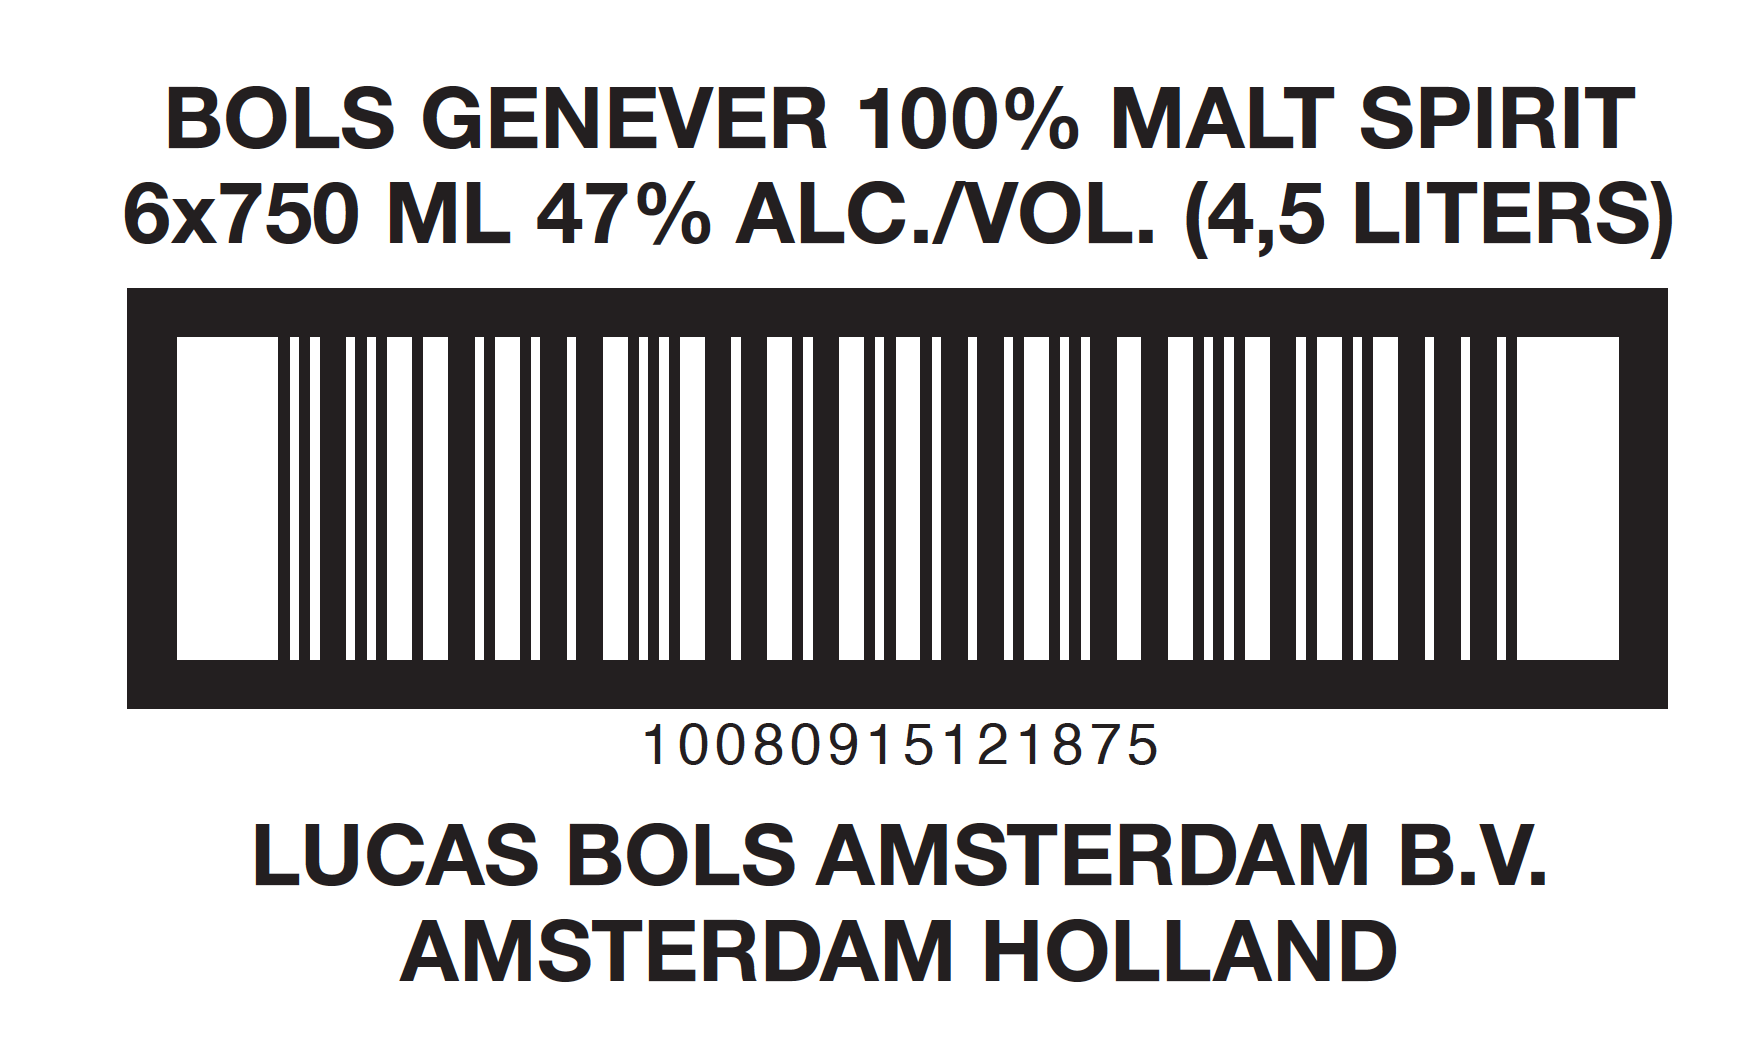 BOLS GENEVER 100% MALT SPIRIT
6x750 ML 47% ALC./VOL. (4,5 LITERS)
10080915121875
LUCAS BOLS AMSTERDAM B.V.
AMSTERDAM HOLLAND